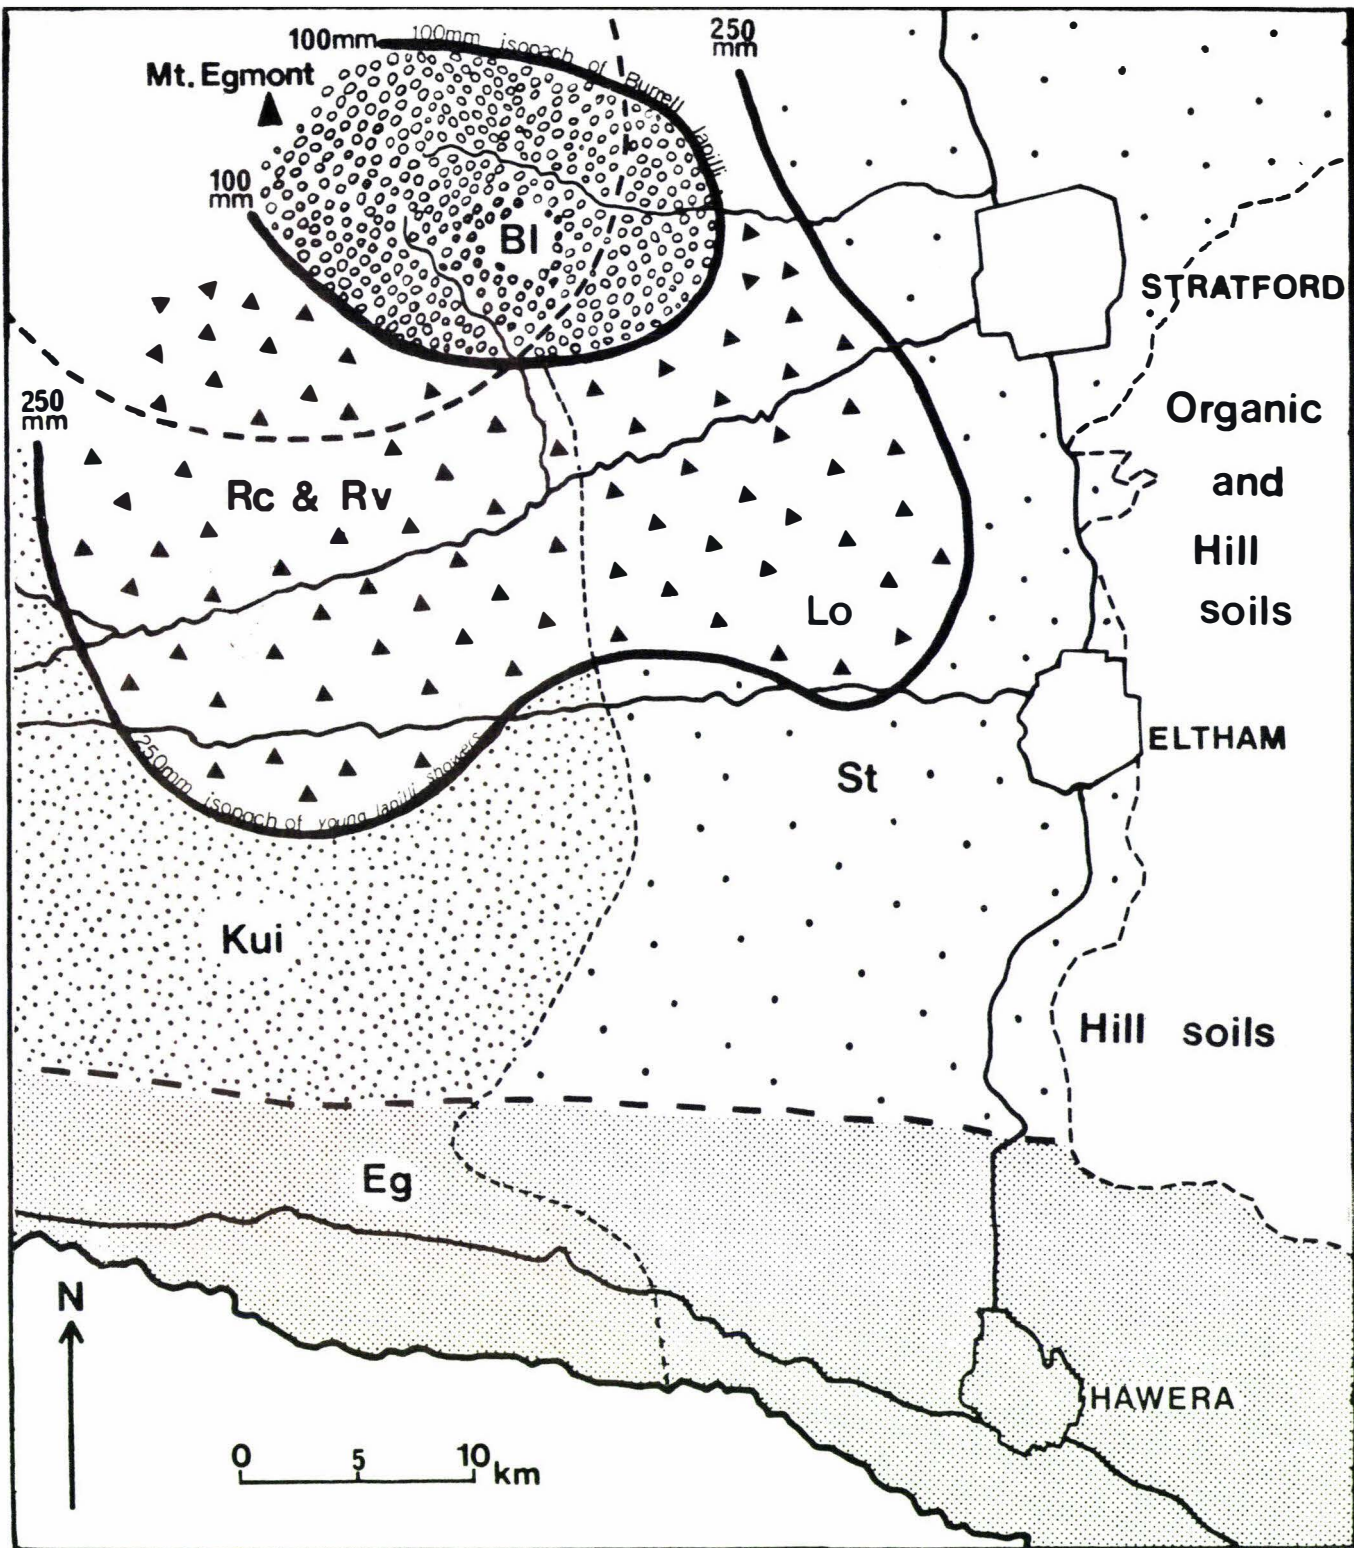 100mm
100mm isopach of Burrell lapilli
250
mm
Mt. Egmont
100
mm
Bl
STRATFORD
250
mm
Organic
and
Hill
soils
Rc & Rv
Lo
250mm isopach of young lapilli showers
ELTHAM
St
Kui
Hill soils
Eg
N
HAWERA
0 5 10 km